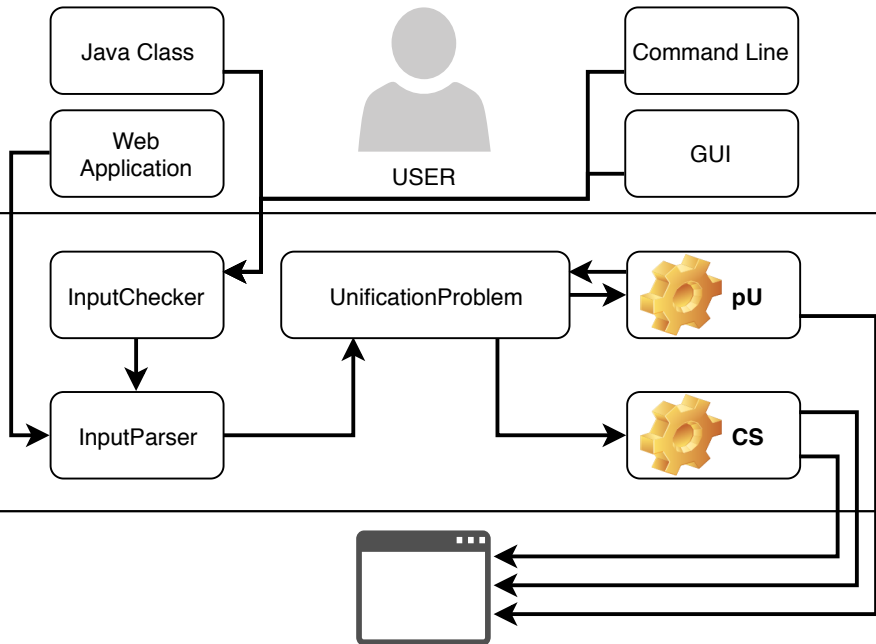 Java Class
Command Line
Web
Application
USER
GUI
InputChecker
UnificationProblem
pU
InputParser
CS